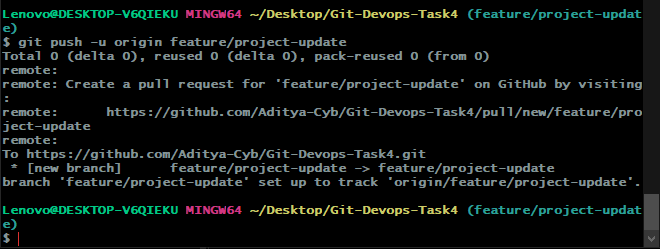 Lenovo@DESKTOP-V6QIEKU MINGW64 ~/Desktop/Git-Devops-Task4 (feature/project-updat
e)
$ git push -u origin feature/project-update
Total 0 (delta 0), reused 0 (delta 0), pack-reused 0 (from 0)
remote:
remote: Create a pull request for 'feature/project-update' on GitHub by visiting
:
remote:      https://github.com/Aditya-Cyb/Git-Devops-Task4/pull/new/feature/pro
ject-update
remote:
To https://github.com/Aditya-Cyb/Git-Devops-Task4.git
 * [new branch]      feature/project-update -> feature/project-update
branch 'feature/project-update' set up to track 'origin/feature/project-update'.
Lenovo@DESKTOP-V6QIEKU MINGW64 ~/Desktop/Git-Devops-Task4 (feature/project-updat
e)
$